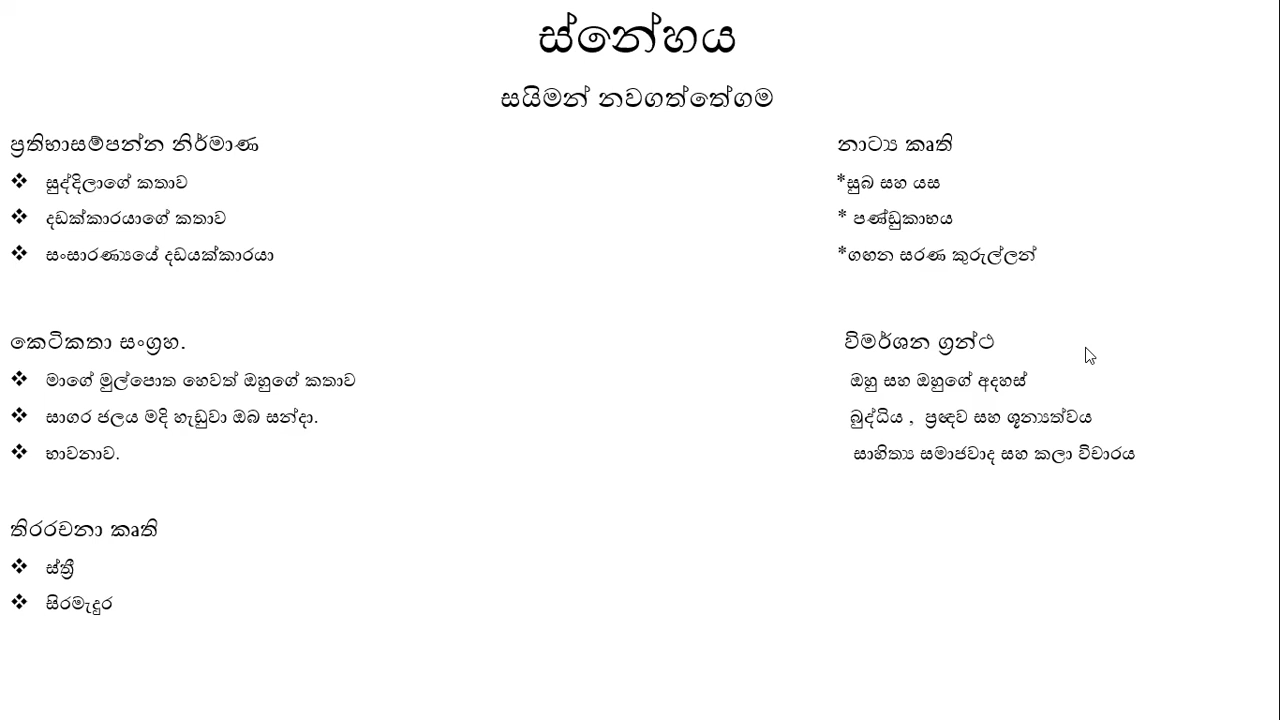 ස්නේහය
සයිමන් නවගත්තේගම
ප්‍රතිභාසම්පන්න නිර්මාණ
❖ සුද්දිලාගේ කතාව
❖ දඩක්කාරයාගේ කතාව
❖ සංසාරණ්‍යයේ දඩයක්කාරයා
නාට්‍ය කෘති
*සුබ සහ යස
* පණ්ඩුකාභය
*ගඟන සරණ කුරුල්ලන්
කෙටිකතා සංග්‍රහ.
❖ මාගේ මුල්පොත හෙවත් ඔහුගේ කතාව
❖ සාගර ජලය මදි හැඬුවා ඔබ සන්දා.
❖ භාවනාව.
විමර්ශන ග්‍රන්ථ
ඔහු සහ ඔහුගේ අදහස්
බුද්ධිය , ප්‍රඥව සහ ශූන්‍යත්වය
සාහිත්‍ය සමාජවාද සහ කලා විචාරය
තිරරචනා කෘති
❖ ස්ත්‍රී
❖ සිරමැදුර